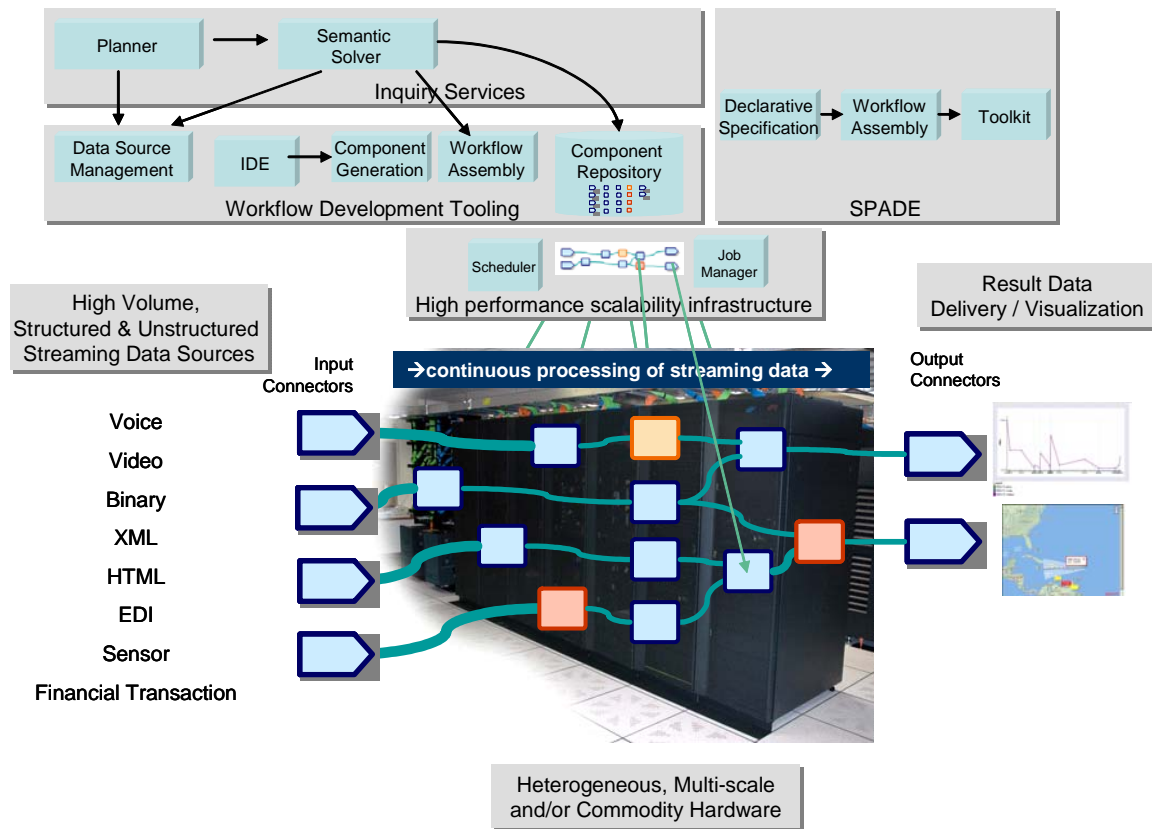 Planner
Semantic
Solver
Inquiry Services
Data Source
Management
IDE
Component
Generation
Workflow
Assembly
Component
Repository
Workflow Development Tooling
Declarative
Specification
Workflow
Assembly
Toolkit
SPADE
Scheduler
Job
Manager
High performance scalability infrastructure
High Volume,
Structured & Unstructured
Streaming Data Sources
Result Data
Delivery / Visualization
Input
Connectors
→continuous processing of streaming data →
Output
Connectors
Voice
Video
Binary
XML
HTML
EDI
Sensor
Financial Transaction
Heterogeneous, Multi-scale
and/or Commodity Hardware